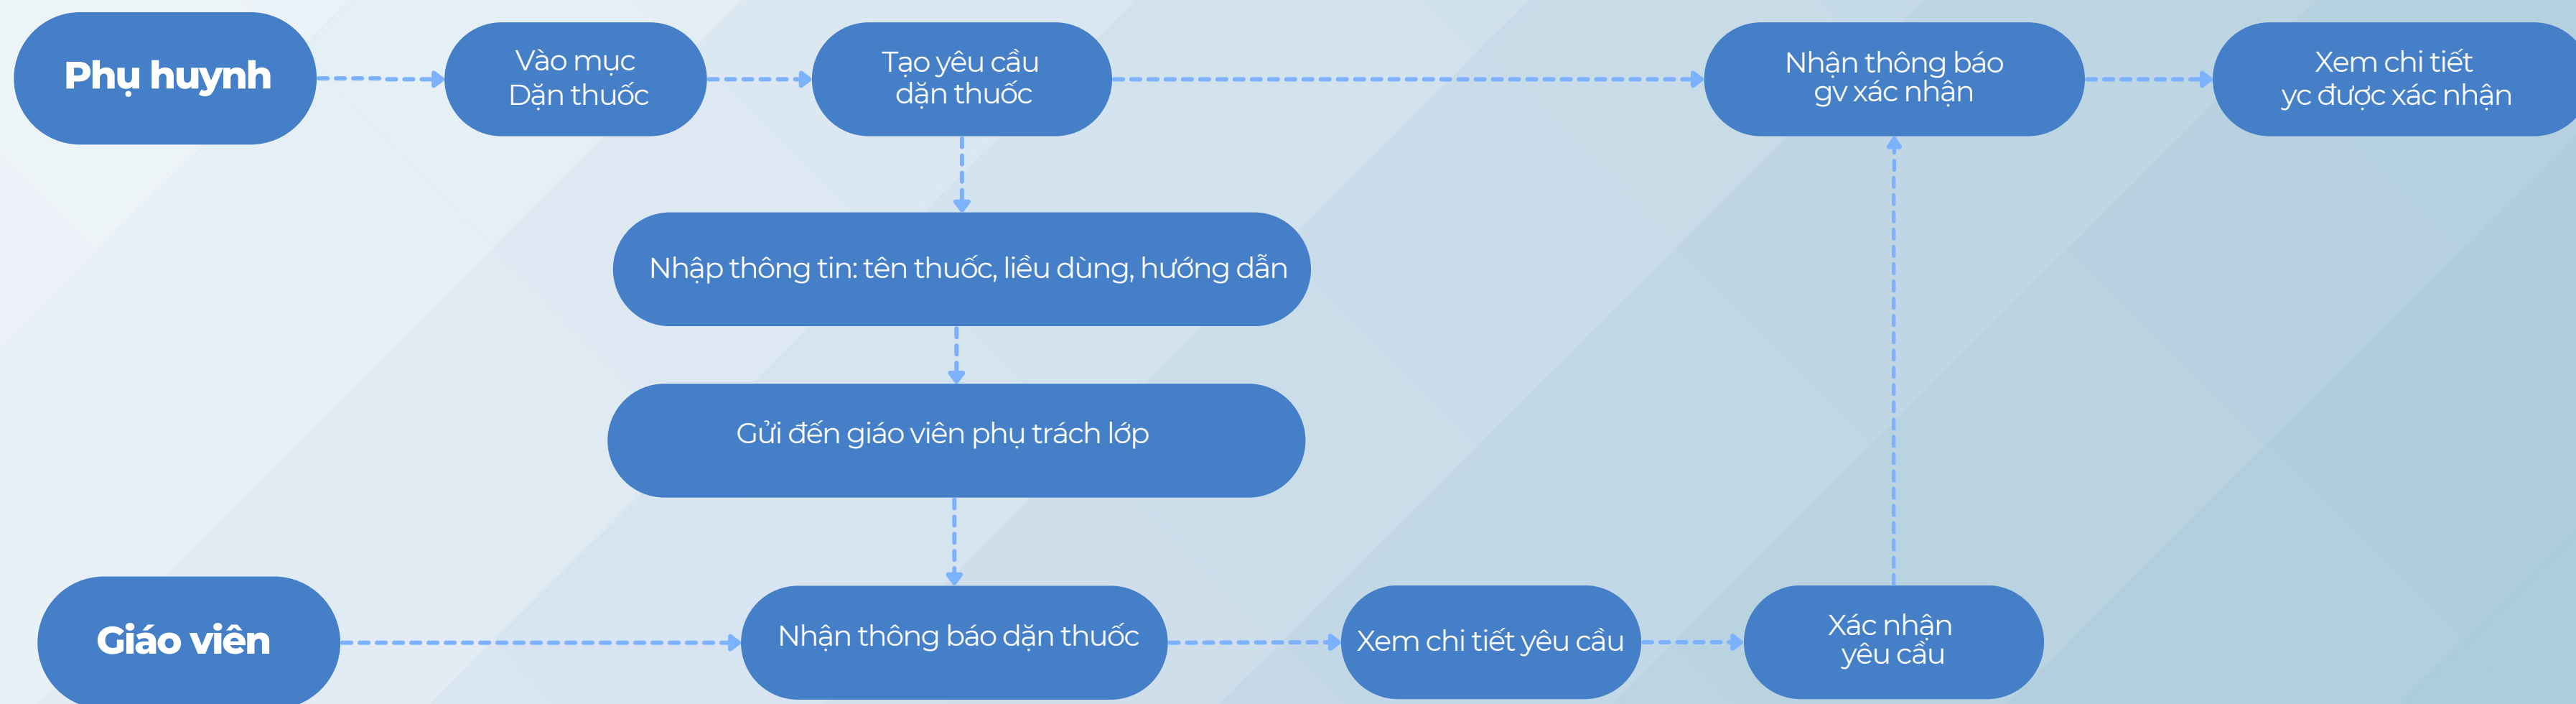 Phụ huynh
Vào mục
Dặn thuốc
Tạo yêu cầu
dặn thuốc
Nhận thông báo
gv xác nhận
Xem chi tiết
yc được xác nhận
Nhập thông tin: tên thuốc, liều dùng, hướng dẫn
Gửi đến giáo viên phụ trách lớp
Giáo viên
Nhận thông báo dặn thuốc
Xem chi tiết yêu cầu
Xác nhận
yêu cầu